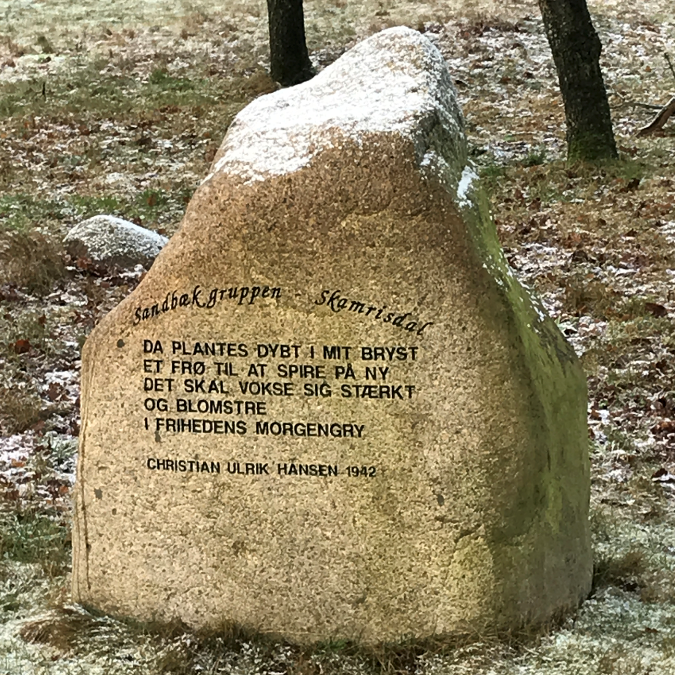 Sandbæk gruppen - Skamrisdal
DA PLANTES DYBT I MIT BRYST
ET FRØ TIL AT SPIRE PÅ NY
DET SKAL VOKSE SIG STÆRKT
OG BLOMSTRE
I FRIHEDENS MORGENGRY
CHRISTIAN ULRIK HANSEN 1942